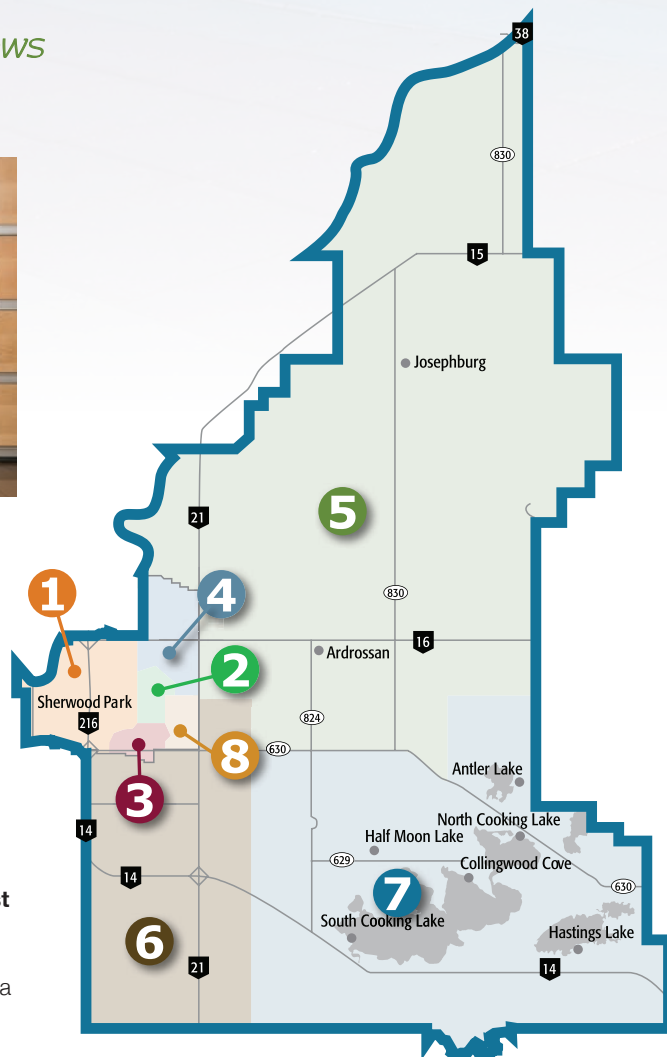 ws
38
830
15
Josephburg
5
21
4
1
830
16
Ardrossan
2
Sherwood Park
216
824
8
630
3
Antler Lake
North Cooking Lake
14
Half Moon Lake
629
Collingwood Cove
14
630
7
st
South Cooking Lake
6
Hastings Lake
21
14
a